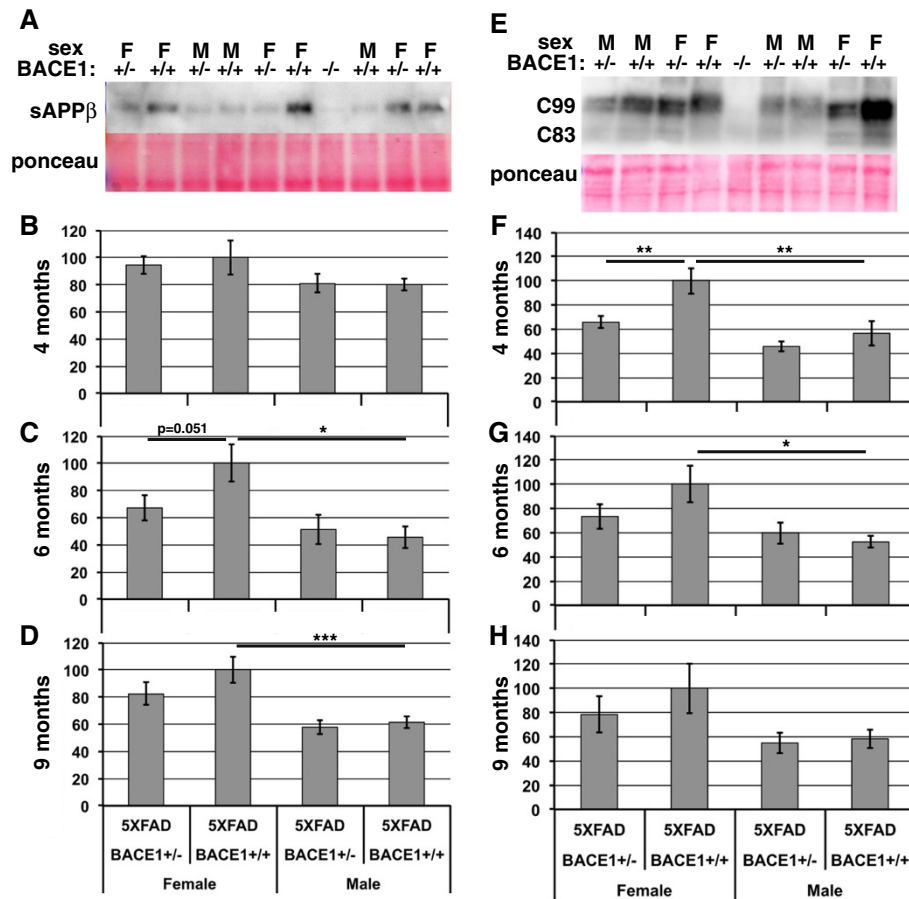 A
sex F F M M F F M F F
BACE1: +/- +/+ +/- +/+ +/- +/+ -/- +/+ +/- +/+
sAPPβ
ponceau
B
4 months
120
100
80
60
40
20
0
C
6 months
120
100
80
60
40
20
0
p=0.051
*
D
9 months
120
100
80
60
40
20
0
***
5XFAD 5XFAD 5XFAD 5XFAD
BACE1+/- BACE1+/+ BACE1+/- BACE1+/+
Female Male
E
sex M M F F M M F F
BACE1: +/- +/+ +/- +/+ -/- +/- +/+ +/- +/+
C99
C83
ponceau
F
4 months
140
120
100
80
60
40
20
0
** **
G
6 months
140
120
100
80
60
40
20
0
*
H
9 months
140
120
100
80
60
40
20
0
5XFAD 5XFAD 5XFAD 5XFAD
BACE1+/- BACE1+/+ BACE1+/- BACE1+/+
Female Male